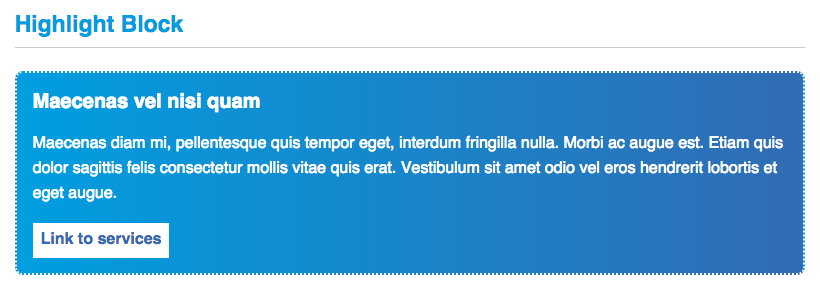 Highlight Block
Maecenas vel nisi quam
Maecenas diam mi, pellentesque quis tempor eget, interdum fringilla nulla. Morbi ac augue est. Etiam quis
dolor sagittis felis consectetur mollis vitae quis erat. Vestibulum sit amet odio vel eros hendrerit lobortis et
eget augue.
Link to services